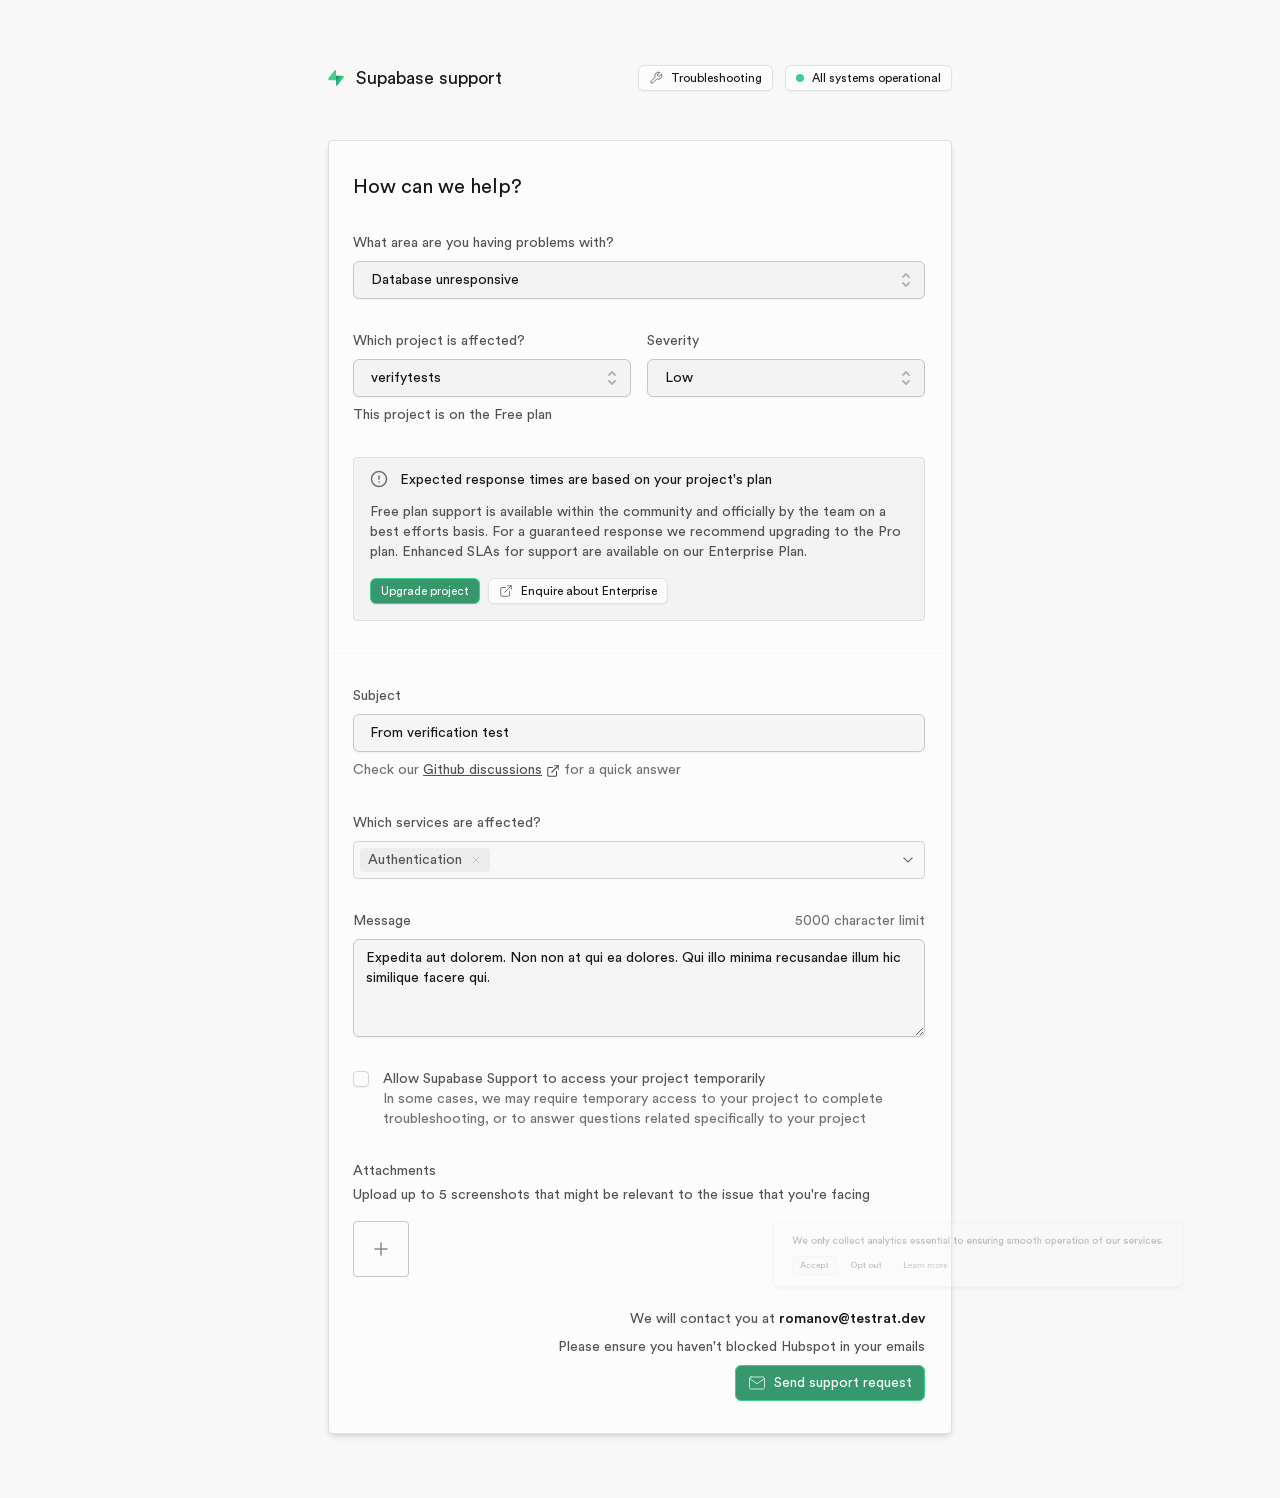 Supabase support
Troubleshooting
All systems operational
How can we help?
What area are you having problems with?
Database unresponsive
Which project is affected?
Severity
verifytests
Low
This project is on the Free plan
Expected response times are based on your project's plan
Free plan support is available within the community and officially by the team on a
best efforts basis. For a guaranteed response we recommend upgrading to the Pro
plan. Enhanced SLAs for support are available on our Enterprise Plan.
Upgrade project
Enquire about Enterprise
Subject
From verification test
Check our Github discussions for a quick answer
Which services are affected?
Authentication
Message
5000 character limit
Expedita aut dolorem. Non non at qui ea dolores. Qui illo minima recusandae illum hic
similique facere qui.
Allow Supabase Support to access your project temporarily
In some cases, we may require temporary access to your project to complete
troubleshooting, or to answer questions related specifically to your project
Attachments
Upload up to 5 screenshots that might be relevant to the issue that you're facing
We only collect analytics essential to ensuring smooth operation of our services.
Accept
Opt out
Learn more
We will contact you at romanov@testrat.dev
Please ensure you haven't blocked Hubspot in your emails
Send support request